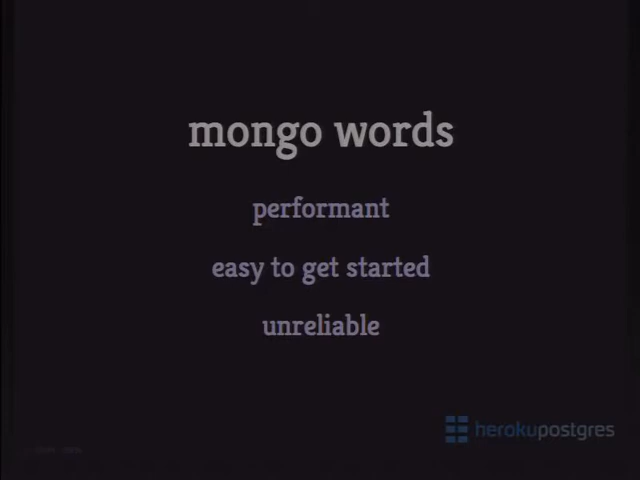 mongo words
performant
easy to get started
unreliable
herokupostgres